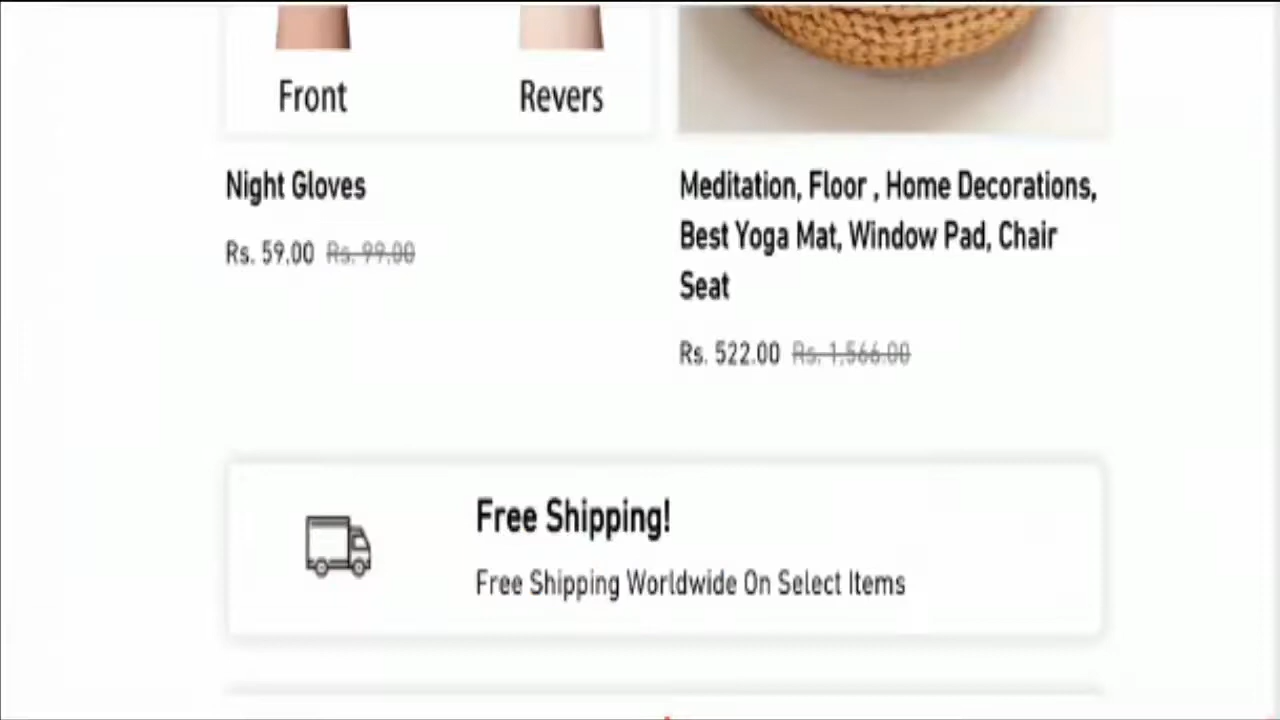 Front
Revers
Night Gloves
Rs. 59.00 Rs. 99.00
Meditation, Floor , Home Decorations,
Best Yoga Mat, Window Pad, Chair
Seat
Rs. 522.00 Rs. 1,566.00
Free Shipping!
Free Shipping Worldwide On Select Items